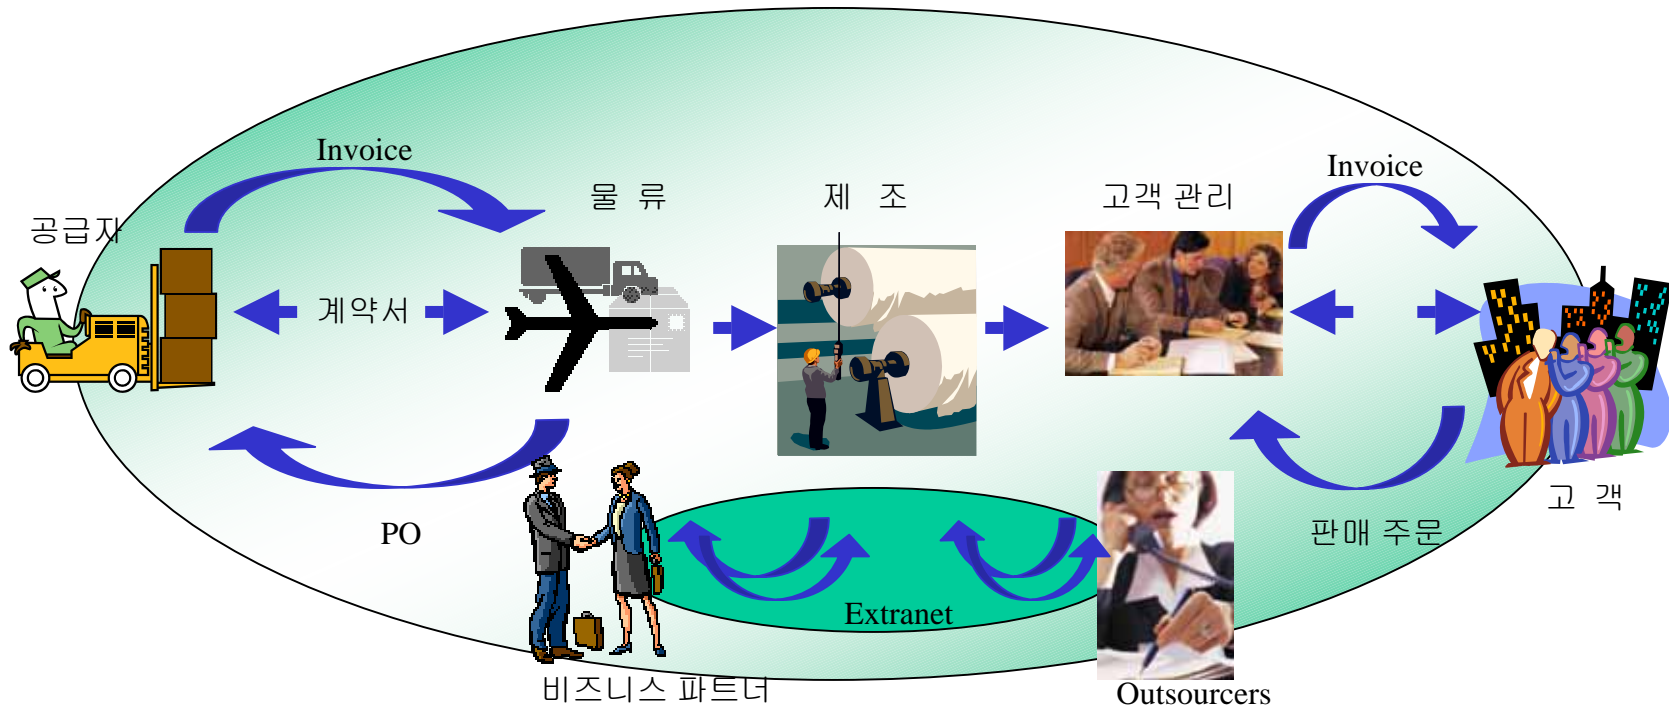 Invoice
Invoice
물 류
제 조
고객 관리
공급자
계약서
고 객
PO
판매 주문
Extranet
비즈니스 파트너
Outsourcers